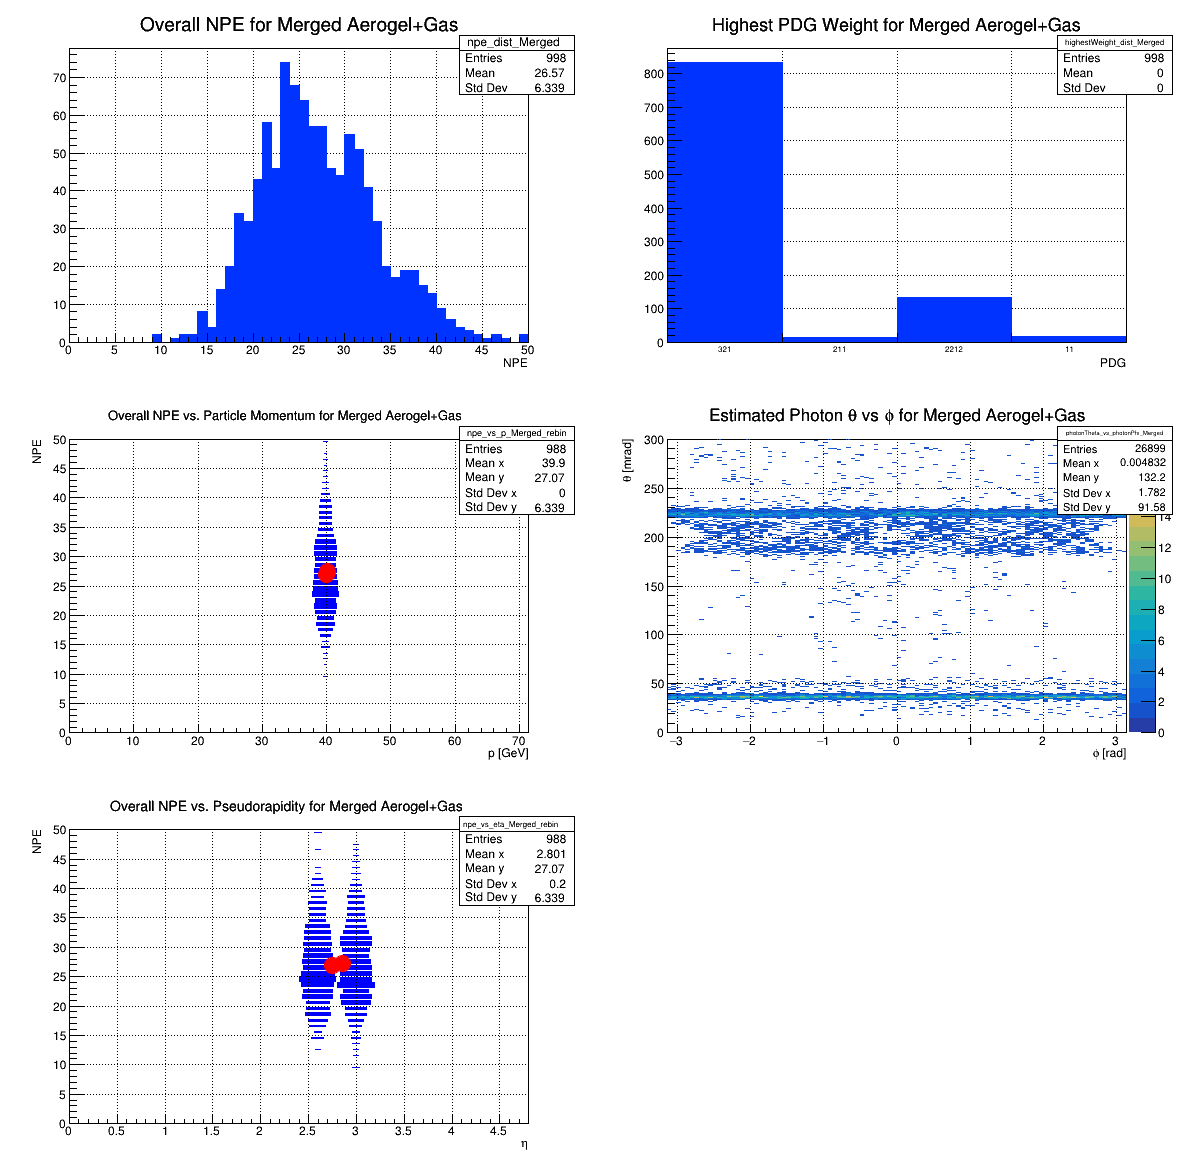 Overall NPE for Merged Aerogel+Gas
npe_dist_Merged
Entries 998
Mean 26.57
Std Dev 6.339
70
60
50
40
30
20
10
0
0 5 10 15 20 25 30 35 40 45 50
NPE
Highest PDG Weight for Merged Aerogel+Gas
highestWeight_dist_Merged
Entries 998
Mean 0
Std Dev 0
800
700
600
500
400
300
200
100
0
321 211 2212 11
PDG
Overall NPE vs. Particle Momentum for Merged Aerogel+Gas
npe_vs_p_Merged_rebin
Entries 988
Mean x 39.9
Mean y 27.07
Std Dev x 0
Std Dev y 6.339
NPE
50
45
40
35
30
25
20
15
10
5
0
0 10 20 30 40 50 60 70
p [GeV]
Estimated Photon θ vs ϕ for Merged Aerogel+Gas
photonTheta_vs_photonPhi_Merged
Entries 26899
Mean x 0.004832
Mean y 132.2
Std Dev x 1.782
Std Dev y 91.58
θ [mrad]
300
250
200
150
100
50
0
−3 −2 −1 0 1 2 3
ϕ [rad]
14
12
10
8
6
4
2
0
Overall NPE vs. Pseudorapidity for Merged Aerogel+Gas
npe_vs_eta_Merged_rebin
Entries 988
Mean x 2.801
Mean y 27.07
Std Dev x 0.2
Std Dev y 6.339
NPE
50
45
40
35
30
25
20
15
10
5
0
0 0.5 1 1.5 2 2.5 3 3.5 4 4.5
η